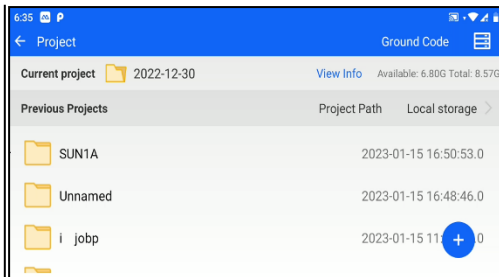 6:35 P
Project Ground Code
Current project 2022-12-30 View Info Available: 6.80G Total: 8.57G
Previous Projects Project Path Local storage
SUN1A 2023-01-15 16:50:53.0
Unnamed 2023-01-15 16:48:46.0
i jobp 2023-01-15 11: 0